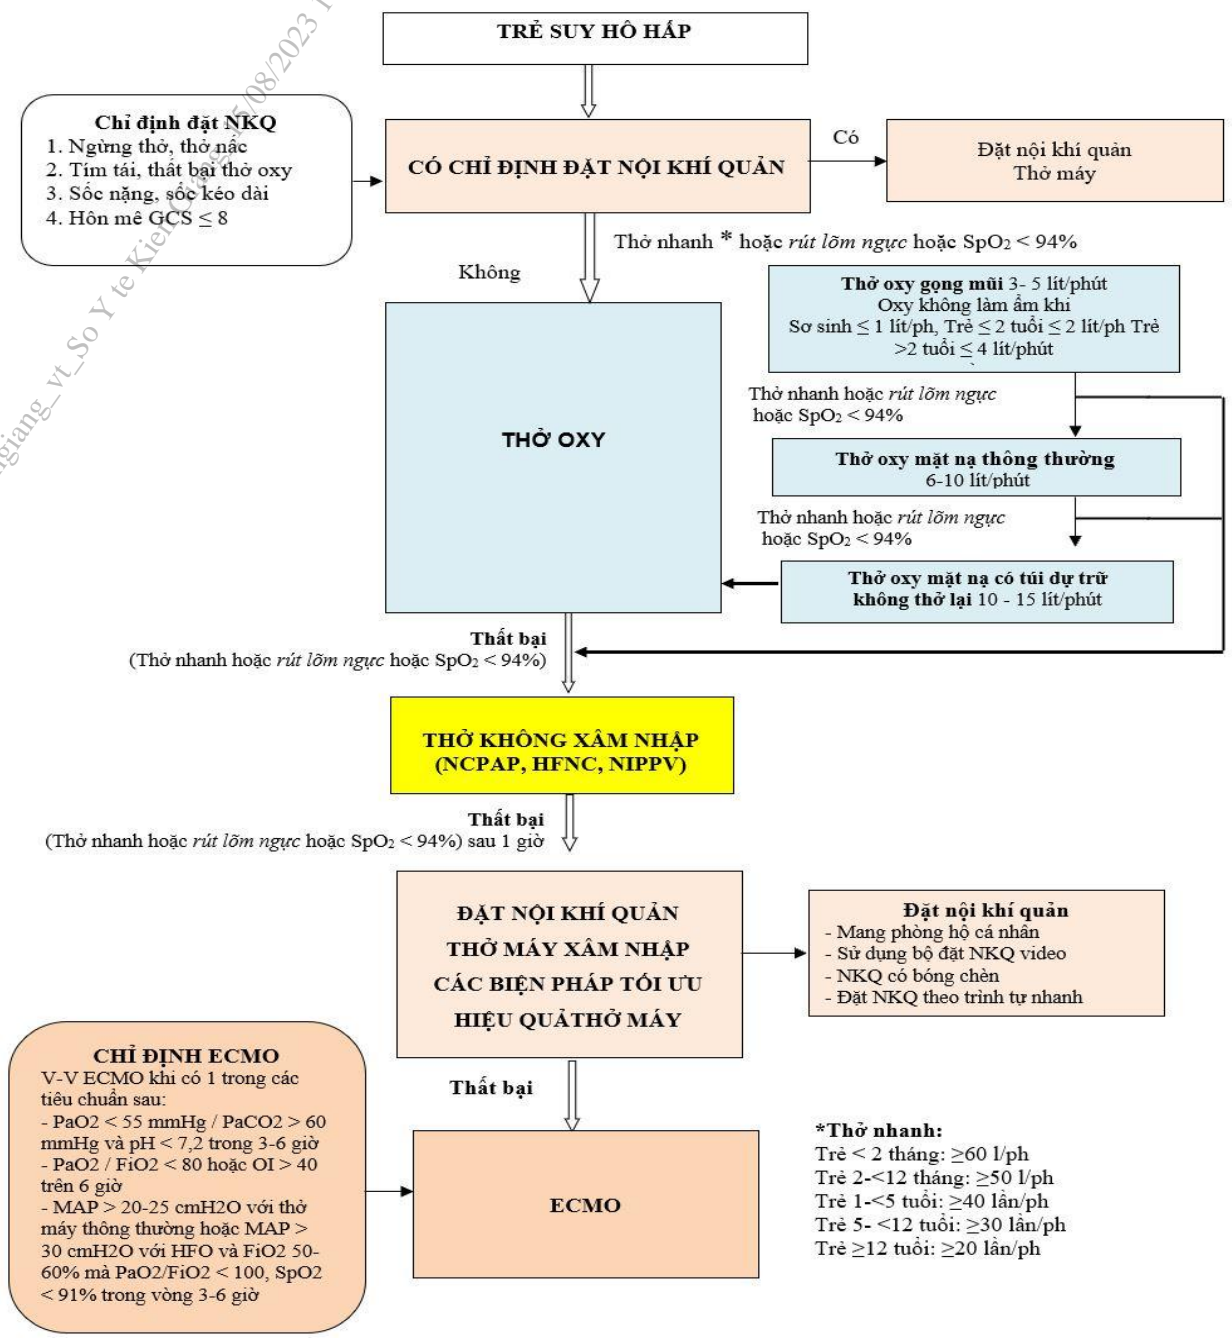 TRẺ SUY HÔ HẤP
Chỉ định đặt NKQ
1. Ngừng thở, thở nấc
2. Tím tái, thất bại thở oxy
3. Sốc nặng, sốc kéo dài
4. Hôn mê GCS ≤ 8
CÓ CHỈ ĐỊNH ĐẶT NỘI KHÍ QUẢN
Có
Đặt nội khí quản
Thở máy
Thở nhanh * hoặc rút lõm ngực hoặc SpO₂ < 94%
Không
THỞ OXY
Thở oxy gọng mũi 3- 5 lít/phút
Oxy không làm ẩm khi
Sơ sinh ≤ 1 lít/ph, Trẻ ≤ 2 tuổi ≤ 2 lít/ph Trẻ
>2 tuổi ≤ 4 lít/phút
Thở nhanh hoặc rút lõm ngực
hoặc SpO₂ < 94%
Thở oxy mặt nạ thông thường
6-10 lít/phút
Thở nhanh hoặc rút lõm ngực
hoặc SpO₂ < 94%
Thở oxy mặt nạ có túi dự trữ
không thở lại 10 - 15 lít/phút
Thất bại
(Thở nhanh hoặc rút lõm ngực hoặc SpO₂ < 94%)
THỞ KHÔNG XÂM NHẬP
(NCPAP, HFNC, NIPPV)
Thất bại
(Thở nhanh hoặc rút lõm ngực hoặc SpO₂ < 94%) sau 1 giờ
ĐẶT NỘI KHÍ QUẢN
THỞ MÁY XÂM NHẬP
CÁC BIỆN PHÁP TỐI ƯU
HIỆU QUẢTHỞ MÁY
Đặt nội khí quản
- Mang phòng hộ cá nhân
- Sử dụng bộ đặt NKQ video
- NKQ có bóng chèn
- Đặt NKQ theo trình tự nhanh
Thất bại
CHỈ ĐỊNH ECMO
V-V ECMO khi có 1 trong các
tiêu chuẩn sau:
- PaO2 < 55 mmHg / PaCO2 > 60
mmHg và pH < 7,2 trong 3-6 giờ
- PaO2 / FiO2 < 80 hoặc OI > 40
trên 6 giờ
- MAP > 20-25 cmH2O với thở
máy thông thường hoặc MAP >
30 cmH2O với HFO và FiO2 50-
60% mà PaO2/FiO2 < 100, SpO2
< 91% trong vòng 3-6 giờ
ECMO
*Thở nhanh:
Trẻ < 2 tháng: ≥60 l/ph
Trẻ 2-<12 tháng: ≥50 l/ph
Trẻ 1-<5 tuổi: ≥40 lần/ph
Trẻ 5- <12 tuổi: ≥30 lần/ph
Trẻ ≥12 tuổi: ≥20 lần/ph
giang_vt_So Y te Kien Giang_15/08/2023 1